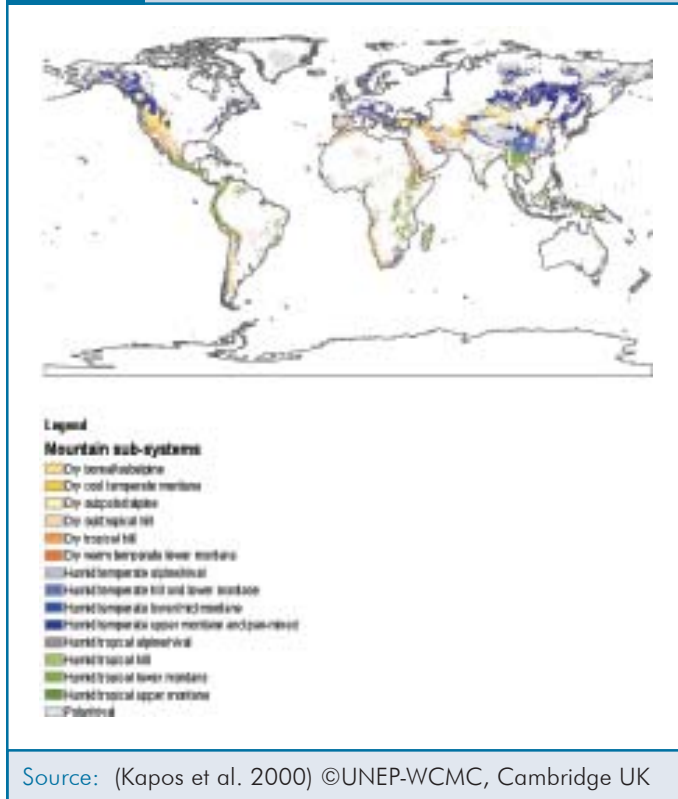 Legend
Mountain sub-systems
Dry boreal/subalpine
Dry cool temperate montane
Dry subpolar/alpine
Dry subtropical hill
Dry tropical hill
Dry warm temperate lower montane
Humid temperate alpine/nival
Humid temperate hill and lower montane
Humid temperate lower/mid montane
Humid temperate upper montane and pan-mixed
Humid tropical alpine/nival
Humid tropical hill
Humid tropical lower montane
Humid tropical upper montane
Polar/nival
Source: (Kapos et al. 2000) ©UNEP-WCMC, Cambridge UK